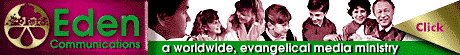 Eden
Communications
Click
a worldwide, evangelical media ministry